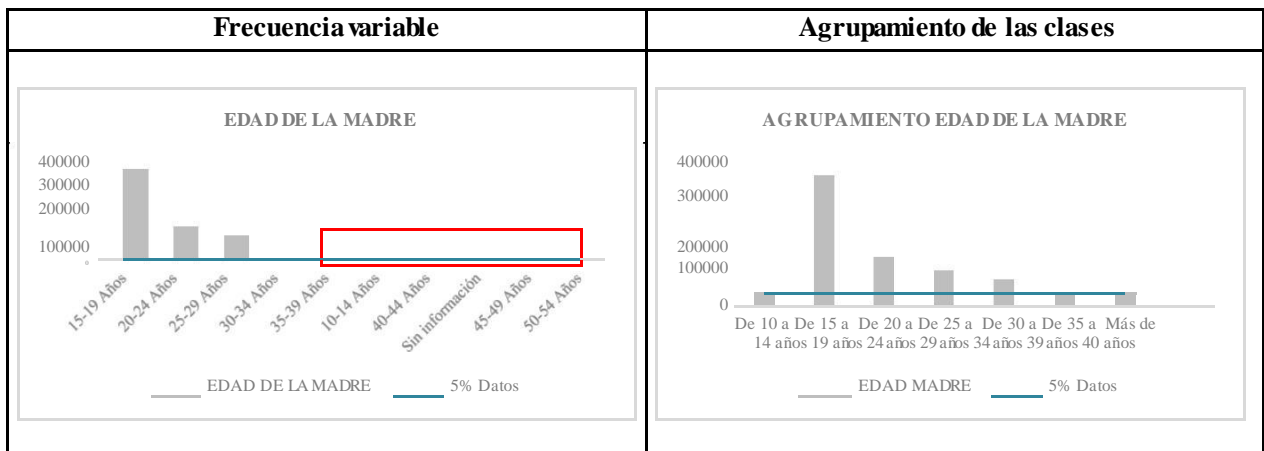 Frecuencia variable
Agrupamiento de las clases
EDAD DE LA MADRE
400000
300000
200000
100000
0
15-19 Años
20-24 Años
25-29 Años
30-34 Años
35-39 Años
10-14 Años
40-44 Años
Sin información
45-49 Años
50-54 Años
EDAD DE LA MADRE
5% Datos
AGRUPAMIENTO EDAD DE LA MADRE
400000
300000
200000
100000
0
De 10 a De 15 a De 20 a De 25 a De 30 a De 35 a Más de
14 años 19 años 24 años 29 años 34 años 39 años 40 años
EDAD MADRE
5% Datos